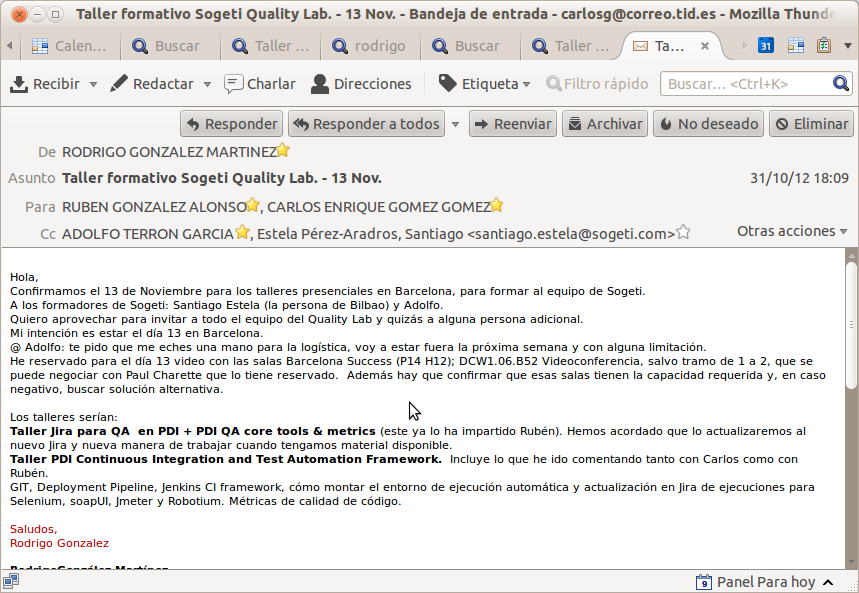 Taller formativo Sogeti Quality Lab. - 13 Nov. - Bandeja de entrada - carlosg@correo.tid.es - Mozilla Thunde
Calen... Buscar Taller ... rodrigo Buscar Taller ... Ta... 31
Recibir Redactar Charlar Direcciones Etiqueta Filtro rápido Buscar... <Ctrl+K>
Responder Responder a todos Reenviar Archivar No deseado Eliminar
De RODRIGO GONZALEZ MARTINEZ
Asunto Taller formativo Sogeti Quality Lab. - 13 Nov. 31/10/12 18:09
Para RUBEN GONZALEZ ALONSO, CARLOS ENRIQUE GOMEZ GOMEZ
Cc ADOLFO TERRON GARCIA, Estela Pérez-Aradros, Santiago <santiago.estela@sogeti.com> Otras acciones
Hola,
Confirmamos el 13 de Noviembre para los talleres presenciales en Barcelona, para formar al equipo de Sogeti.
A los formadores de Sogeti: Santiago Estela (la persona de Bilbao) y Adolfo.
Quiero aprovechar para invitar a todo el equipo del Quality Lab y quizás a alguna persona adicional.
Mi intención es estar el día 13 en Barcelona.
@ Adolfo: te pido que me eches una mano para la logística, voy a estar fuera la próxima semana y con alguna limitación.
He reservado para el día 13 video con las salas Barcelona Success (P14 H12); DCW1.06.B52 Videoconferencia, salvo tramo de 1 a 2, que se
puede negociar con Paul Charette que lo tiene reservado. Además hay que confirmar que esas salas tienen la capacidad requerida y, en caso
negativo, buscar solución alternativa.
Los talleres serían:
Taller Jira para QA en PDI + PDI QA core tools & metrics (este ya lo ha impartido Rubén). Hemos acordado que lo actualizaremos al
nuevo Jira y nueva manera de trabajar cuando tengamos material disponible.
Taller PDI Continuous Integration and Test Automation Framework. Incluye lo que he ido comentando tanto con Carlos como con
Rubén.
GIT, Deployment Pipeline, Jenkins CI framework, cómo montar el entorno de ejecución automática y actualización en Jira de ejecuciones para
Selenium, soapUI, Jmeter y Robotium. Métricas de calidad de código.
Saludos,
Rodrigo Gonzalez
RodrigoGonzález Martínez
9 Panel Para hoy